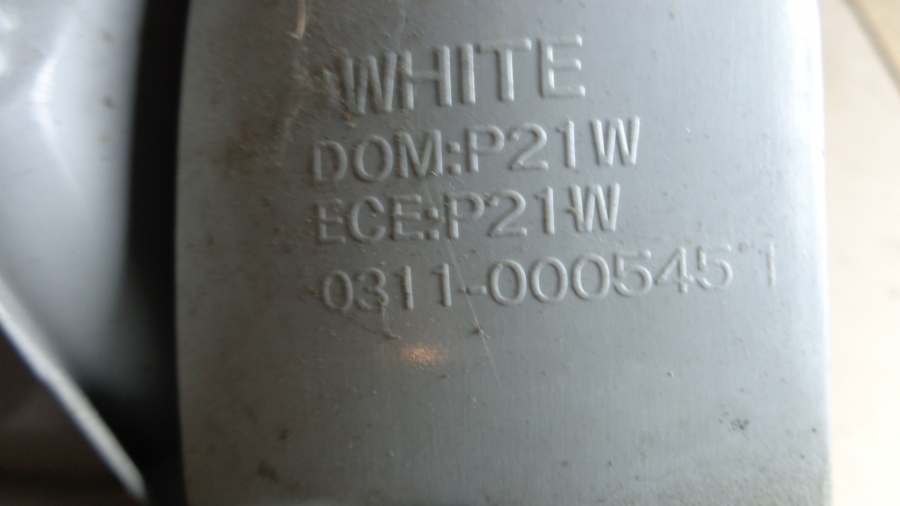 WHITE
DOM:P21W
ECE:P21W
0311-0005451